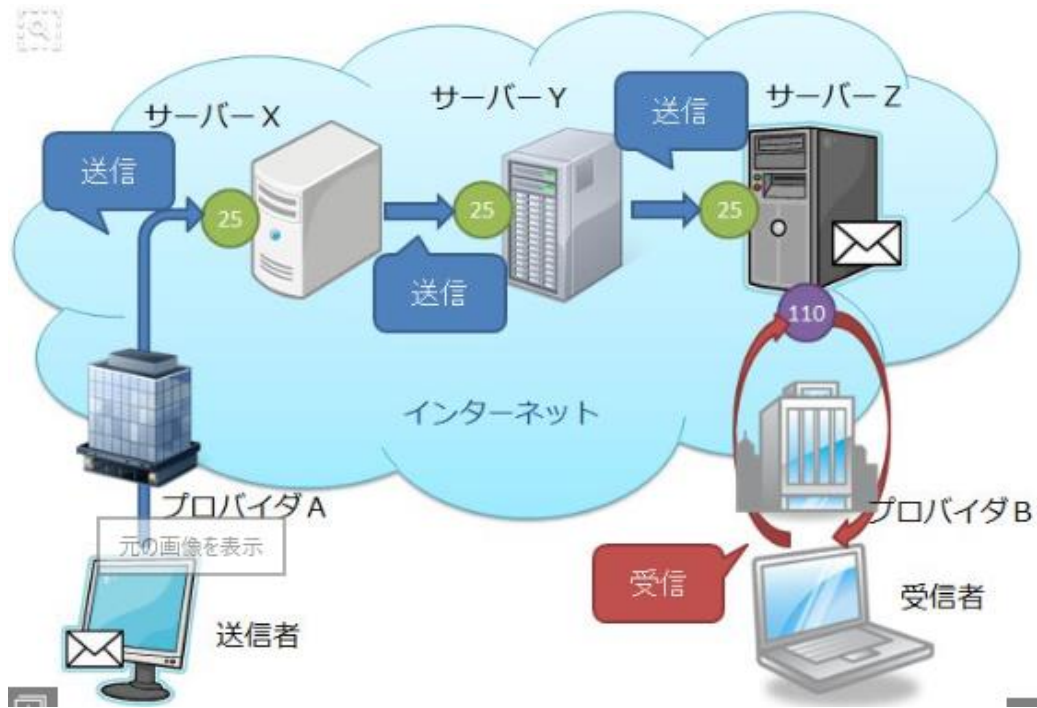 サーバーX
サーバーY
サーバーZ
送信
送信
25
25
25
送信
110
インターネット
プロバイダA
プロバイダB
元の画像を表示
受信
送信者
受信者